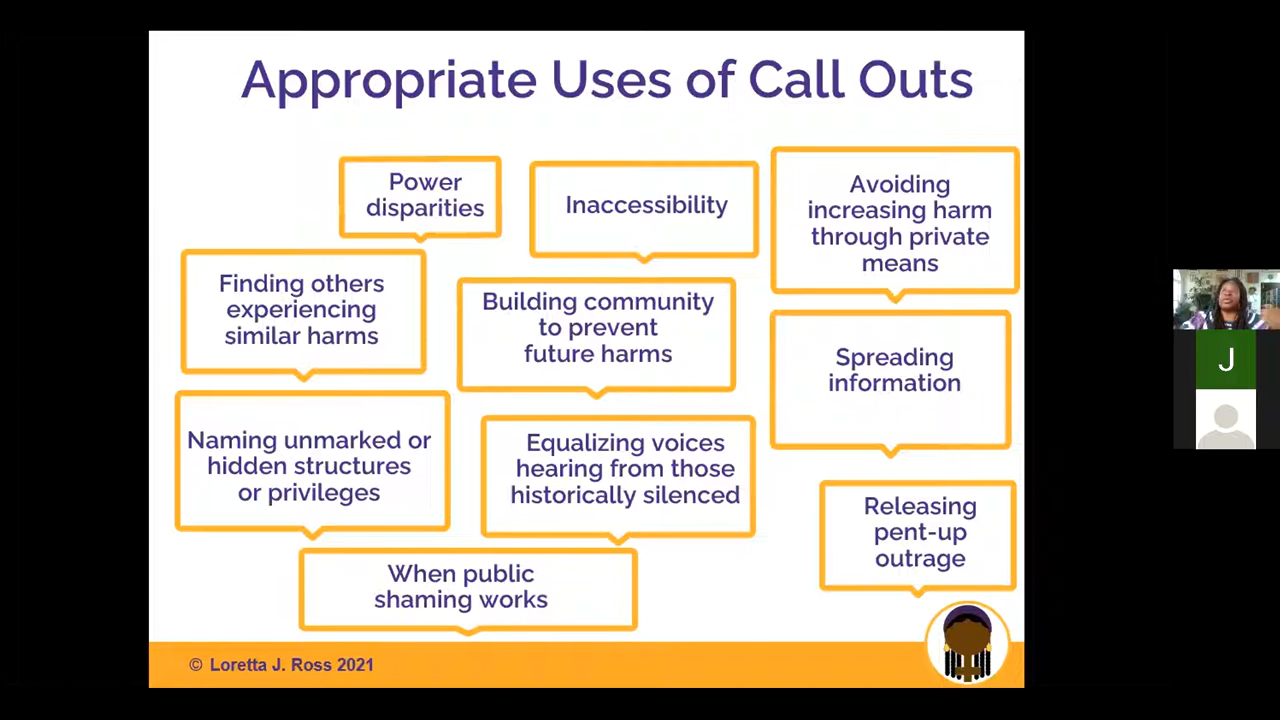 Appropriate Uses of Call Outs
Power
disparities
Inaccessibility
Avoiding
increasing harm
through private
means
Finding others
experiencing
similar harms
Building community
to prevent
future harms
Spreading
information
Naming unmarked or
hidden structures
or privileges
Equalizing voices
hearing from those
historically silenced
Releasing
pent-up
outrage
When public
shaming works
© Loretta J. Ross 2021
J